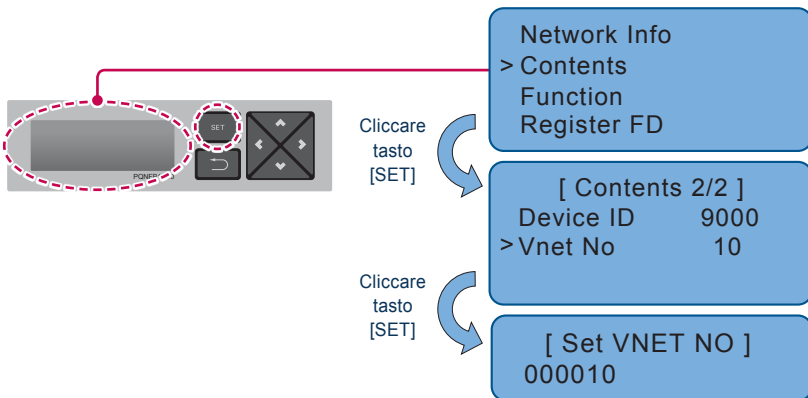 Network Info
> Contents
Function
Register FD
SET
Cliccare
tasto
[SET]
[ Contents 2/2 ]
Device ID 9000
> Vnet No 10
Cliccare
tasto
[SET]
[ Set VNET NO ]
000010